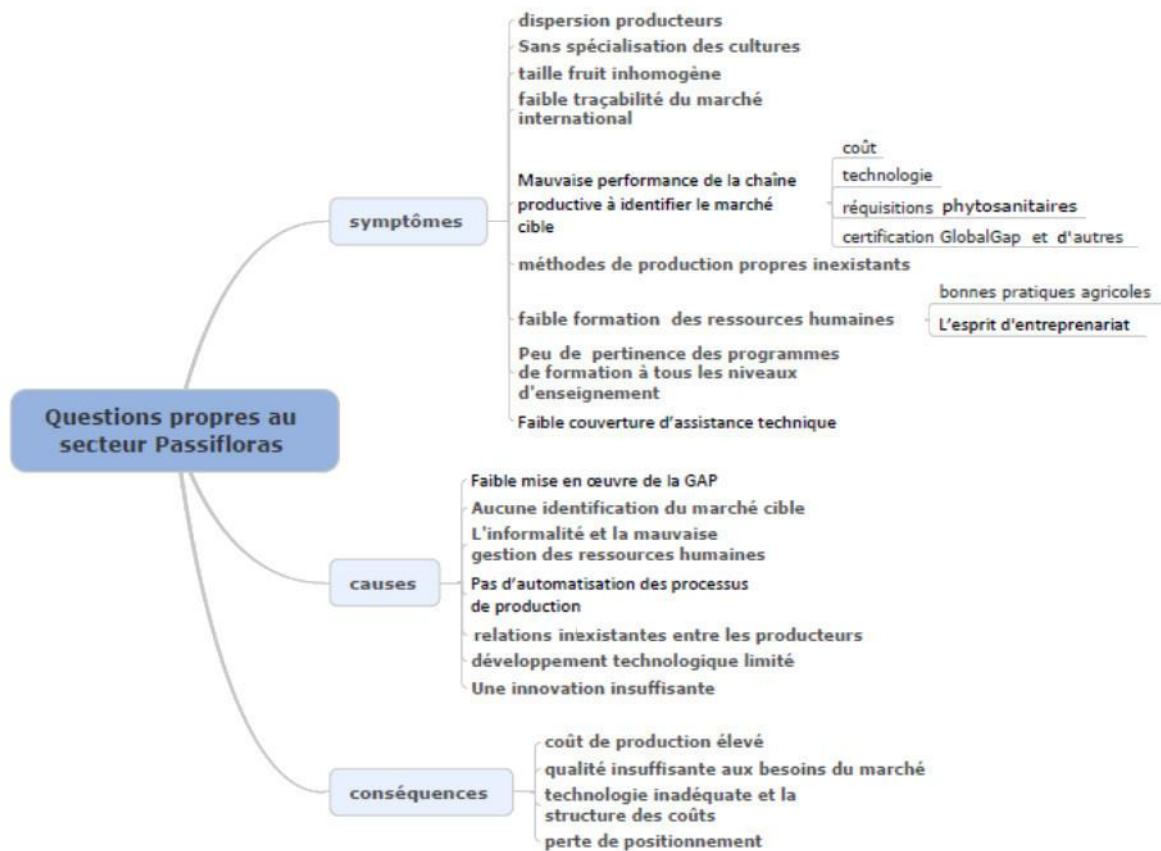 dispersion producteurs
Sans spécialisation des cultures
taille fruit inhomogène
faible traçabilité du marché
international
Mauvaise performance de la chaîne
productive à identifier le marché
cible
coût
technologie
réquisitions phytosanitaires
certification GlobalGap et d'autres
méthodes de production propres inexistants
faible formation des ressources humaines
bonnes pratiques agricoles
L'esprit d'entreprenariat
Peu de pertinence des programmes
de formation à tous les niveaux
d'enseignement
Faible couverture d'assistance technique
symptômes
Questions propres au
secteur Passifloras
Faible mise en œuvre de la GAP
Aucune identification du marché cible
L'informalité et la mauvaise
gestion des ressources humaines
Pas d'automatisation des processus
de production
relations inexistantes entre les producteurs
développement technologique limité
Une innovation insuffisante
causes
coût de production élevé
qualité insuffisante aux besoins du marché
technologie inadéquate et la
structure des coûts
perte de positionnement
conséquences